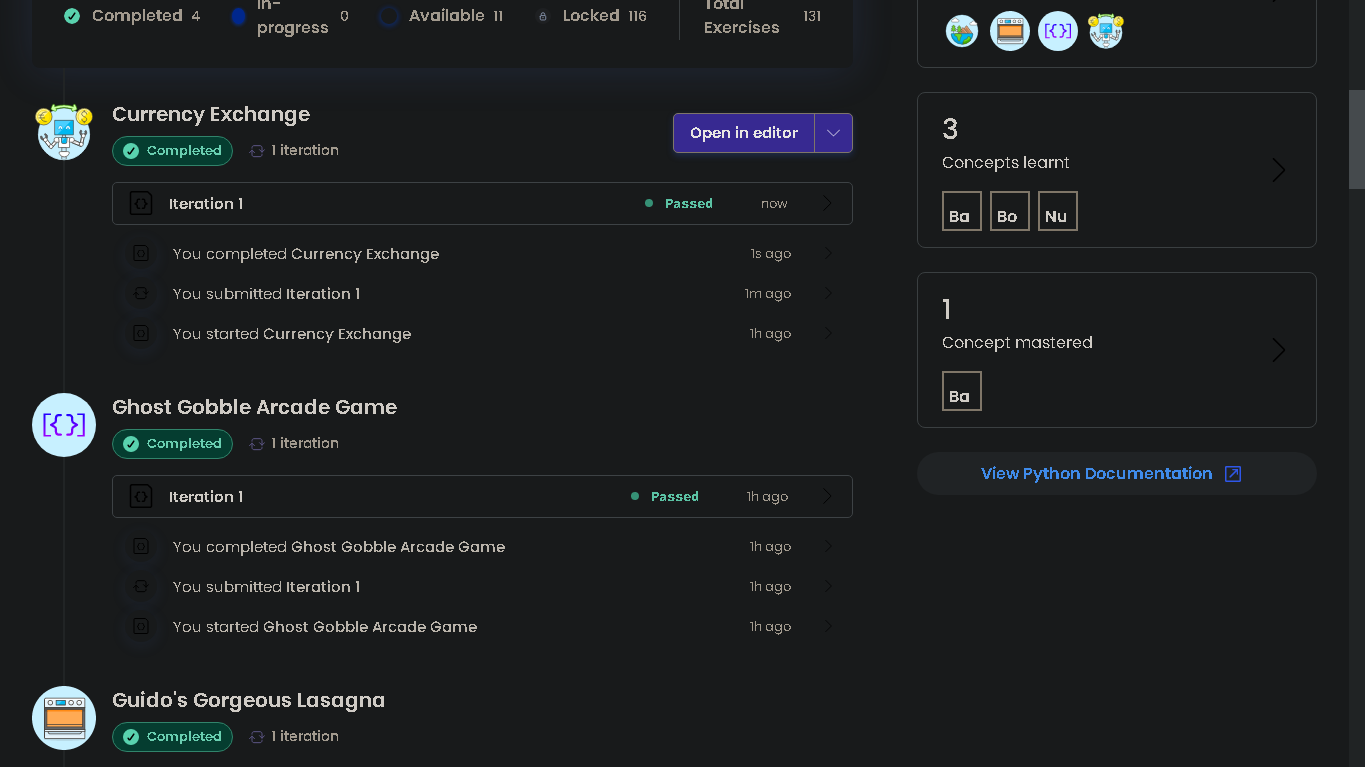 Completed 4
In-progress 0
Available 11
Locked 116
Total Exercises 131
Currency Exchange
Completed 1 iteration
Open in editor
Iteration 1 Passed now
You completed Currency Exchange 1s ago
You submitted Iteration 1 1m ago
You started Currency Exchange 1h ago
Ghost Gobble Arcade Game
Completed 1 iteration
Iteration 1 Passed 1h ago
You completed Ghost Gobble Arcade Game 1h ago
You submitted Iteration 1 1h ago
You started Ghost Gobble Arcade Game 1h ago
Guido's Gorgeous Lasagna
Completed 1 iteration
3
Concepts learnt
Ba Bo Nu
1
Concept mastered
Ba
View Python Documentation